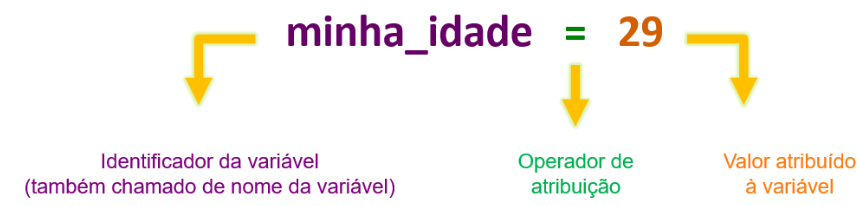 minha_idade = 29
Identificador da variável
(também chamado de nome da variável)
Operador de
atribuição
Valor atribuído
à variável